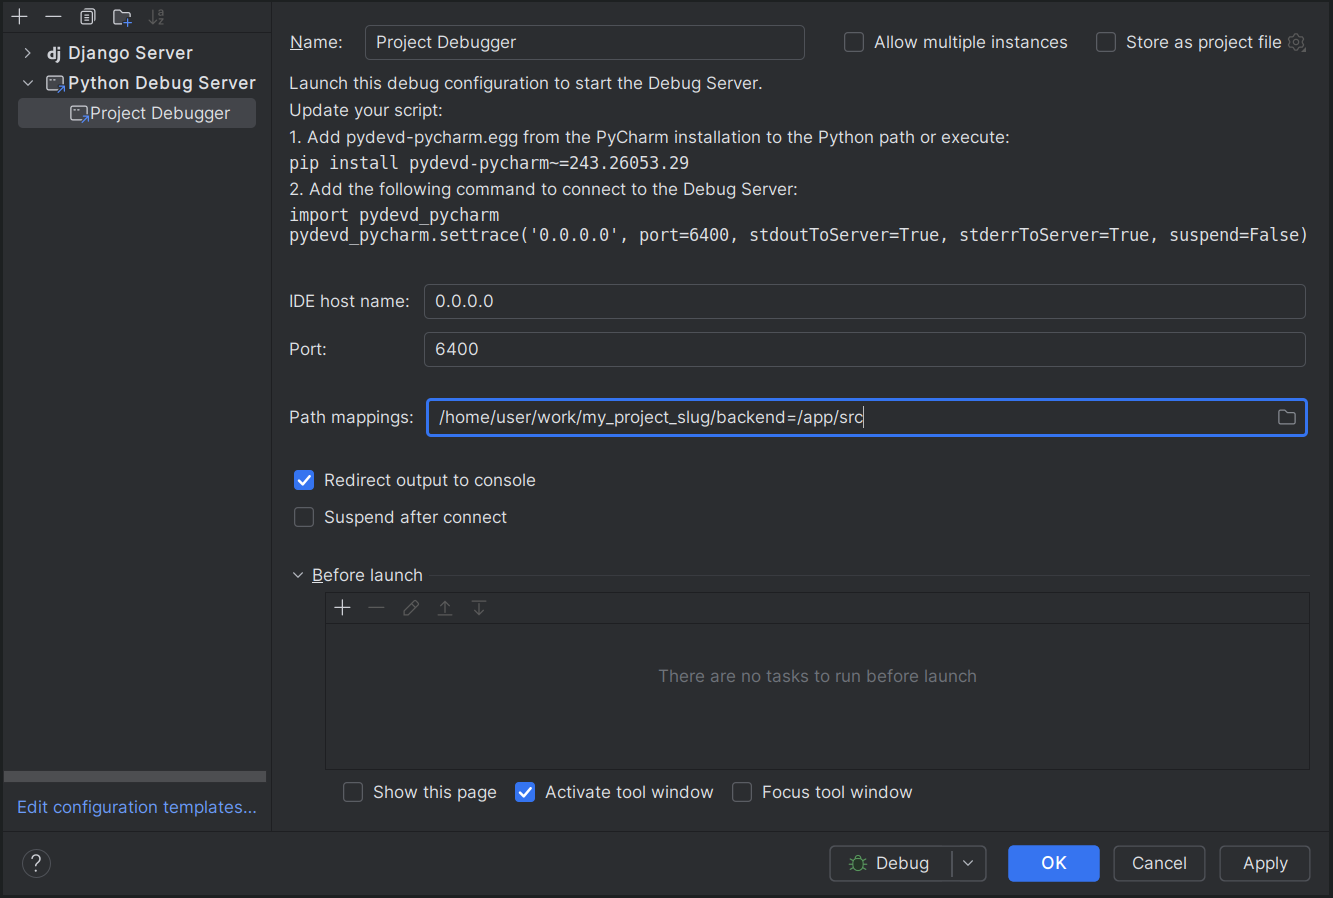 Name: Project Debugger Allow multiple instances Store as project file
dj Django Server
Python Debug Server
Project Debugger
Launch this debug configuration to start the Debug Server.
Update your script:
1. Add pydevd-pycharm.egg from the PyCharm installation to the Python path or execute:
pip install pydevd-pycharm~=243.26053.29
2. Add the following command to connect to the Debug Server:
import pydevd_pycharm
pydevd_pycharm.settrace('0.0.0.0', port=6400, stdoutToServer=True, stderrToServer=True, suspend=False)
IDE host name: 0.0.0.0
Port: 6400
Path mappings: /home/user/work/my_project_slug/backend=/app/src
Redirect output to console
Suspend after connect
Before launch
There are no tasks to run before launch
Show this page Activate tool window Focus tool window
Edit configuration templates...
? Debug OK Cancel Apply